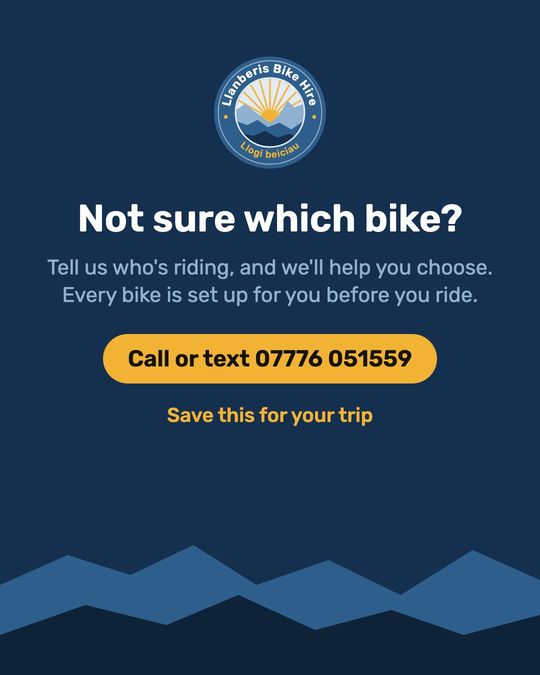 Llanberis Bike Hire
Llogi beiciau
Not sure which bike?
Tell us who's riding, and we'll help you choose.
Every bike is set up for you before you ride.
Call or text 07776 051559
Save this for your trip